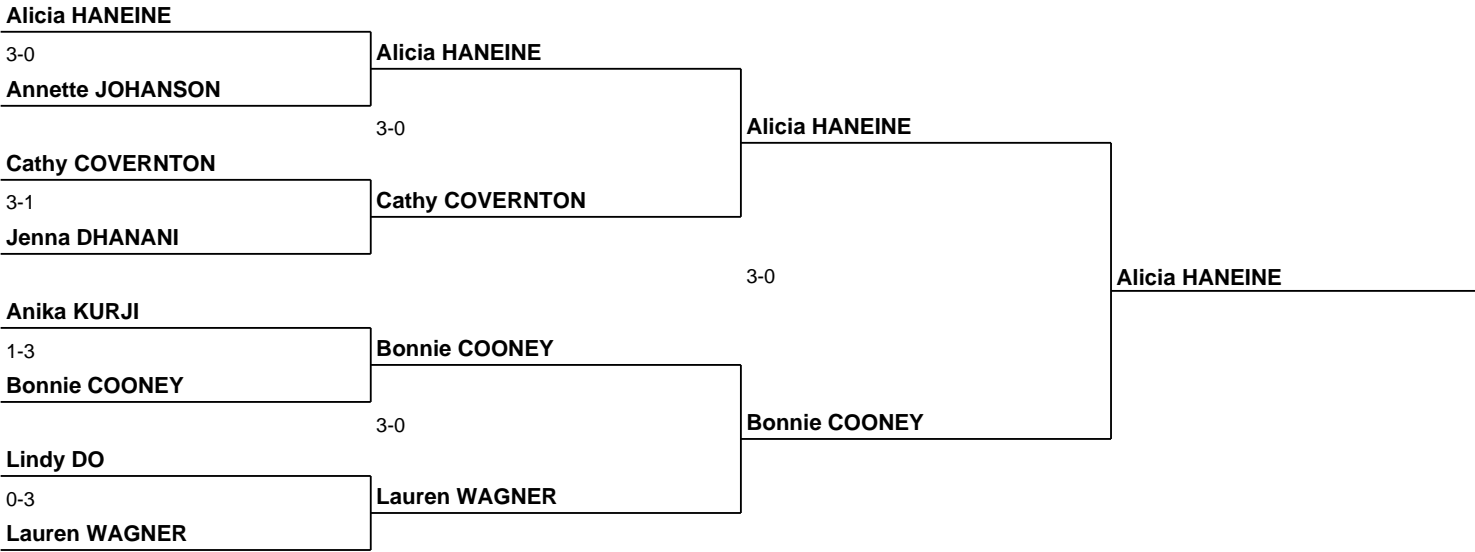 Alicia HANEINE
3-0
Annette JOHANSON
Cathy COVERNTON
3-1
Jenna DHANANI
Anika KURJI
1-3
Bonnie COONEY
Lindy DO
0-3
Lauren WAGNER
Alicia HANEINE
3-0
Cathy COVERNTON
Bonnie COONEY
3-0
Lauren WAGNER
Alicia HANEINE
3-0
Bonnie COONEY
Alicia HANEINE